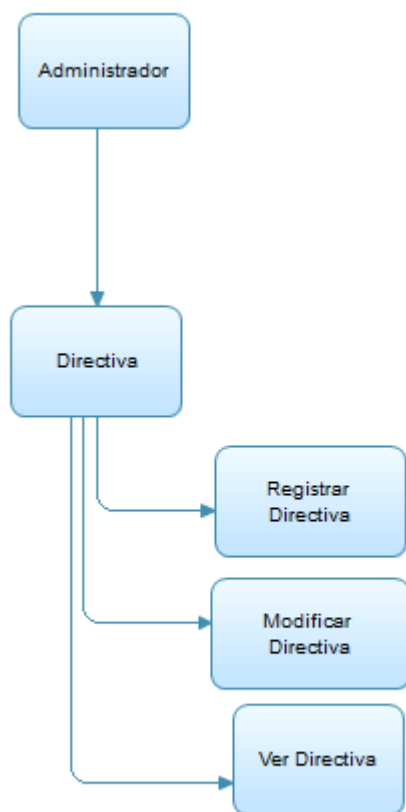 Administrador
Directiva
Registrar
Directiva
Modificar
Directiva
Ver Directiva